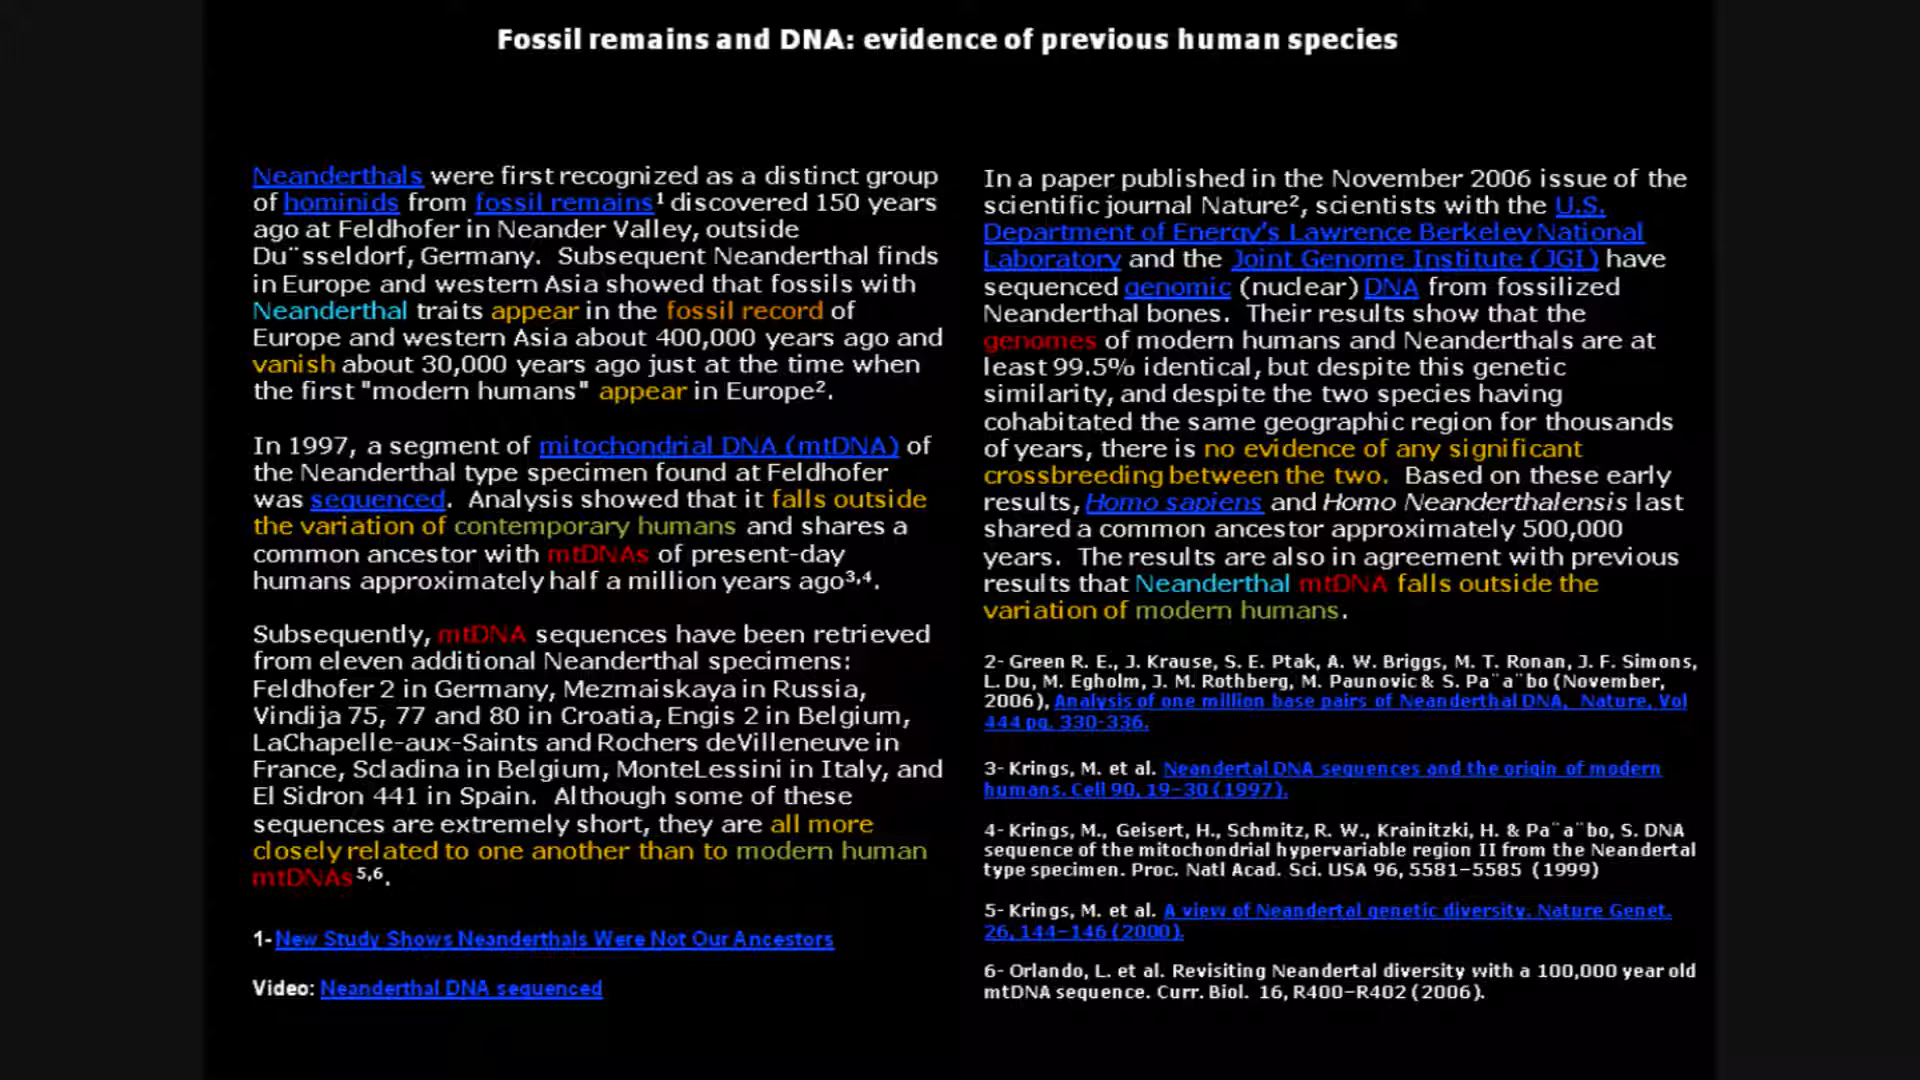 Fossil remains and DNA: evidence of previous human species
Neanderthals were first recognized as a distinct group
of hominids from fossil remains¹ discovered 150 years
ago at Feldhofer in Neander Valley, outside
Du¨sseldorf, Germany.  Subsequent Neanderthal finds
in Europe and western Asia showed that fossils with
Neanderthal traits appear in the fossil record of
Europe and western Asia about 400,000 years ago and
vanish about 30,000 years ago just at the time when
the first "modern humans" appear in Europe².
In 1997, a segment of mitochondrial DNA (mtDNA) of
the Neanderthal type specimen found at Feldhofer
was sequenced.  Analysis showed that it falls outside
the variation of contemporary humans and shares a
common ancestor with mtDNAs of present-day
humans approximately half a million years ago³,⁴.
Subsequently, mtDNA sequences have been retrieved
from eleven additional Neanderthal specimens:
Feldhofer 2 in Germany, Mezmaiskaya in Russia,
Vindija 75, 77 and 80 in Croatia, Engis 2 in Belgium,
LaChapelle-aux-Saints and Rochers deVilleneuve in
France, Scladina in Belgium, MonteLessini in Italy, and
El Sidron 441 in Spain.  Although some of these
sequences are extremely short, they are all more
closely related to one another than to modern human
mtDNAs⁵,⁶.
1- New Study Shows Neanderthals Were Not Our Ancestors
Video: Neanderthal DNA sequenced
In a paper published in the November 2006 issue of the
scientific journal Nature², scientists with the U.S.
Department of Energy's Lawrence Berkeley National
Laboratory and the Joint Genome Institute (JGI) have
sequenced genomic (nuclear) DNA from fossilized
Neanderthal bones.  Their results show that the
genomes of modern humans and Neanderthals are at
least 99.5% identical, but despite this genetic
similarity, and despite the two species having
cohabitated the same geographic region for thousands
of years, there is no evidence of any significant
crossbreeding between the two.  Based on these early
results, Homo sapiens and Homo Neanderthalensis last
shared a common ancestor approximately 500,000
years.  The results are also in agreement with previous
results that Neanderthal mtDNA falls outside the
variation of modern humans.
2- Green R. E., J. Krause, S. E. Ptak, A. W. Briggs, M. T. Ronan, J. F. Simons,
L. Du, M. Egholm, J. M. Rothberg, M. Paunovic & S. Pa¨a¨bo (November,
2006), Analysis of one million base pairs of Neanderthal DNA,  Nature, Vol
444 pg. 330-336.
3- Krings, M. et al. Neandertal DNA sequences and the origin of modern
humans. Cell 90, 19–30 (1997).
4- Krings, M., Geisert, H., Schmitz, R. W., Krainitzki, H. & Pa¨a¨bo, S. DNA
sequence of the mitochondrial hypervariable region II from the Neandertal
type specimen. Proc. Natl Acad. Sci. USA 96, 5581–5585 (1999)
5- Krings, M. et al. A view of Neandertal genetic diversity. Nature Genet.
26, 144–146 (2000).
6- Orlando, L. et al. Revisiting Neandertal diversity with a 100,000 year old
mtDNA sequence. Curr. Biol. 16, R400–R402 (2006).